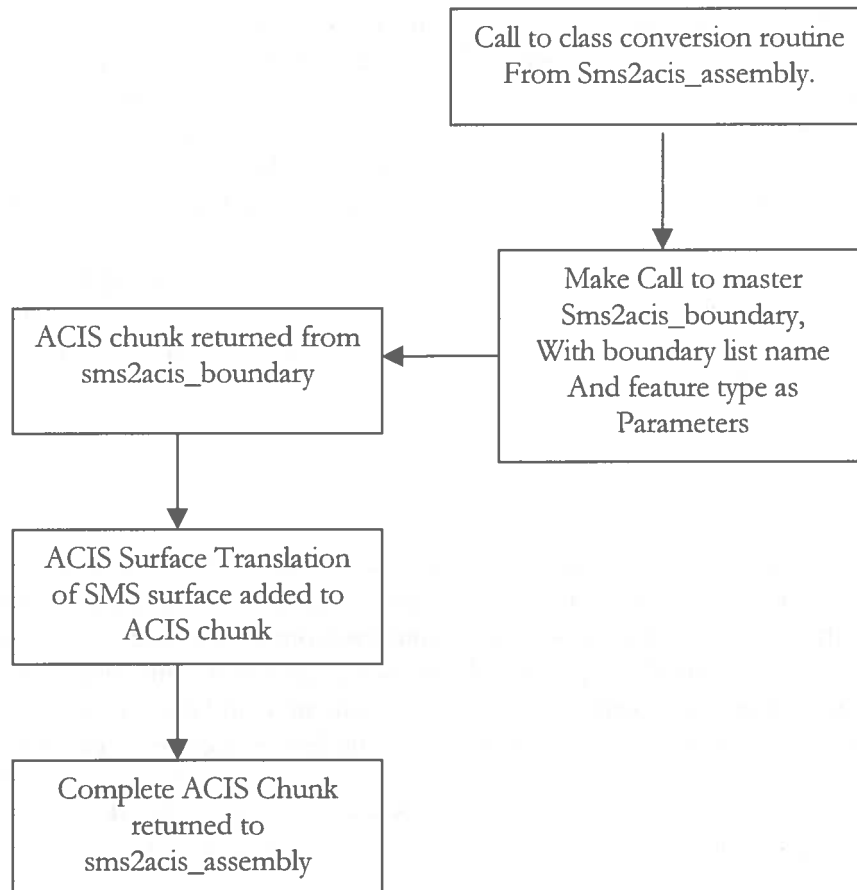 Call to class conversion routine
From Sms2acis_assembly.
Make Call to master
Sms2acis_boundary,
With boundary list name
And feature type as
Parameters
ACIS chunk returned from
sms2acis_boundary
ACIS Surface Translation
of SMS surface added to
ACIS chunk
Complete ACIS Chunk
returned to
sms2acis_assembly